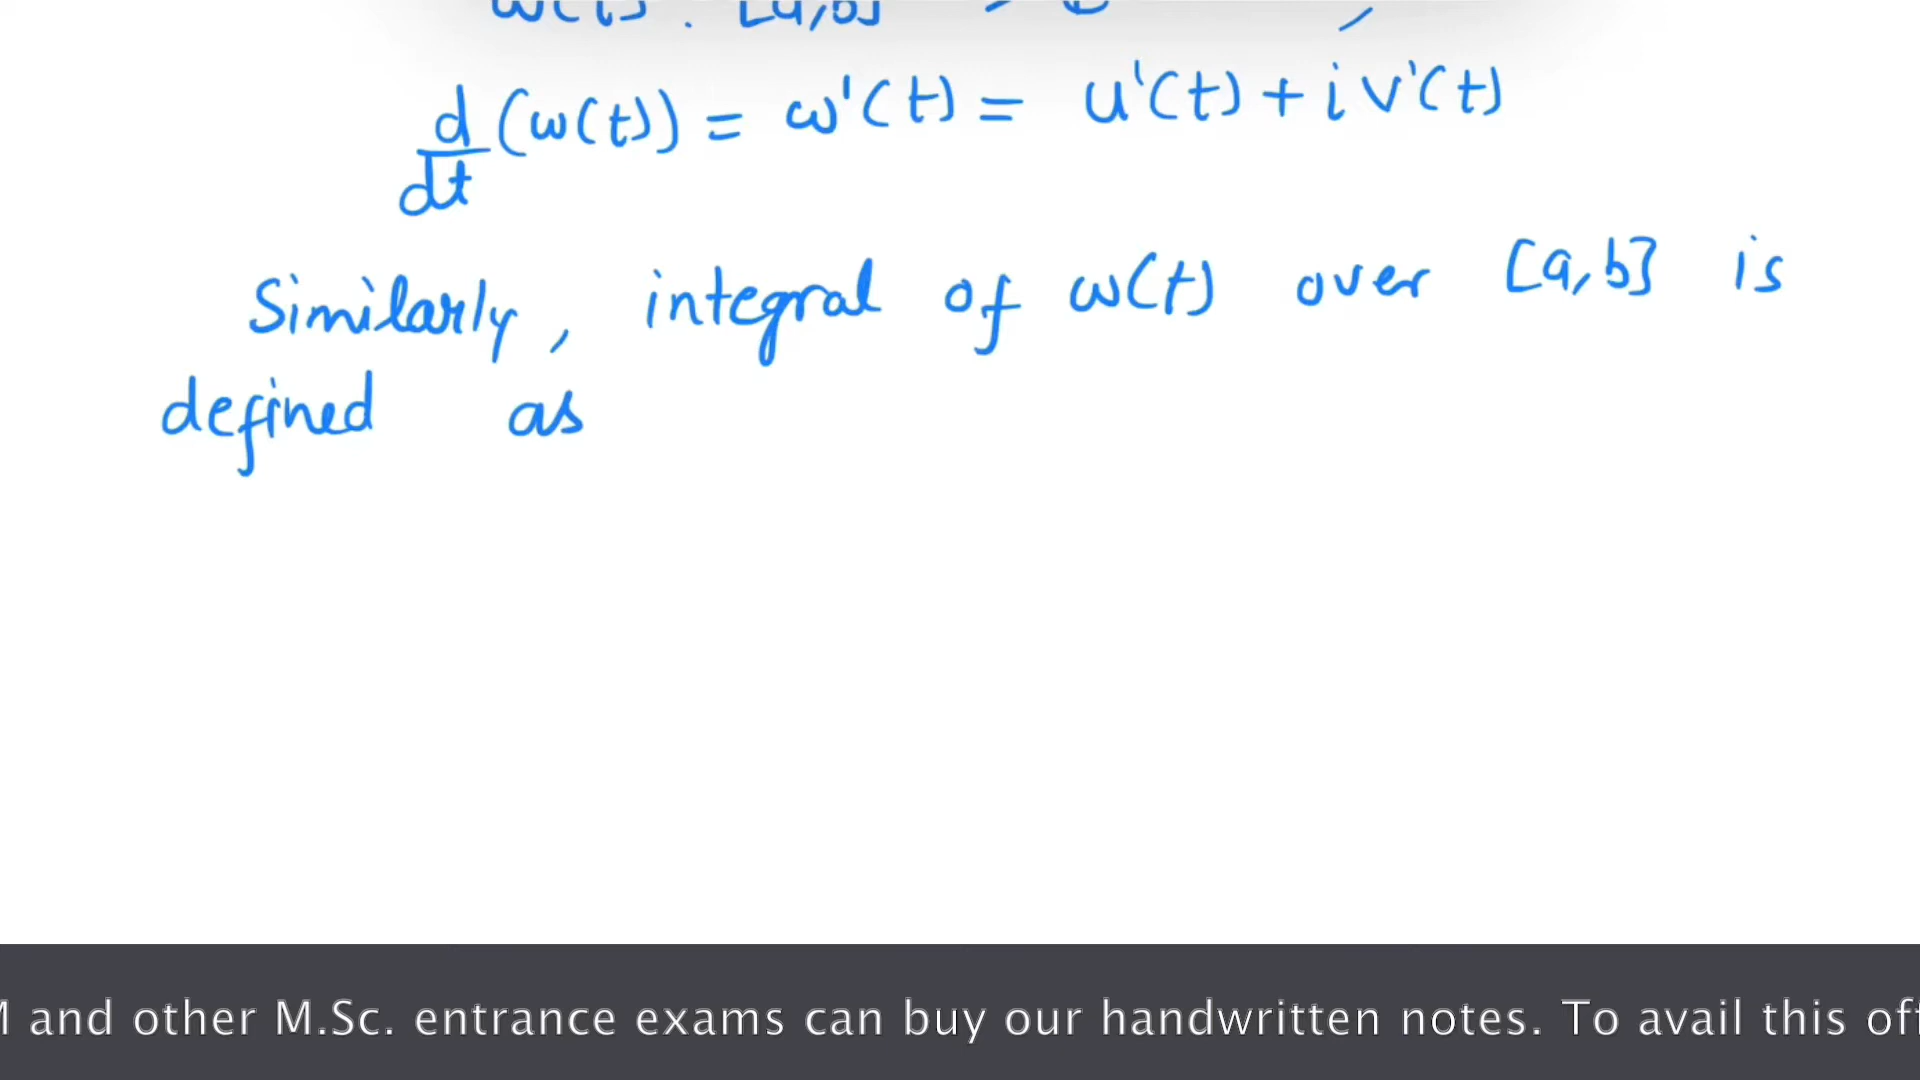 w(t) : [a,b]
d/dt (w(t)) = w'(t) = u'(t) + i v'(t)
Similarly, integral of w(t) over [a,b] is
defined as
and other M.Sc. entrance exams can buy our handwritten notes. To avail this